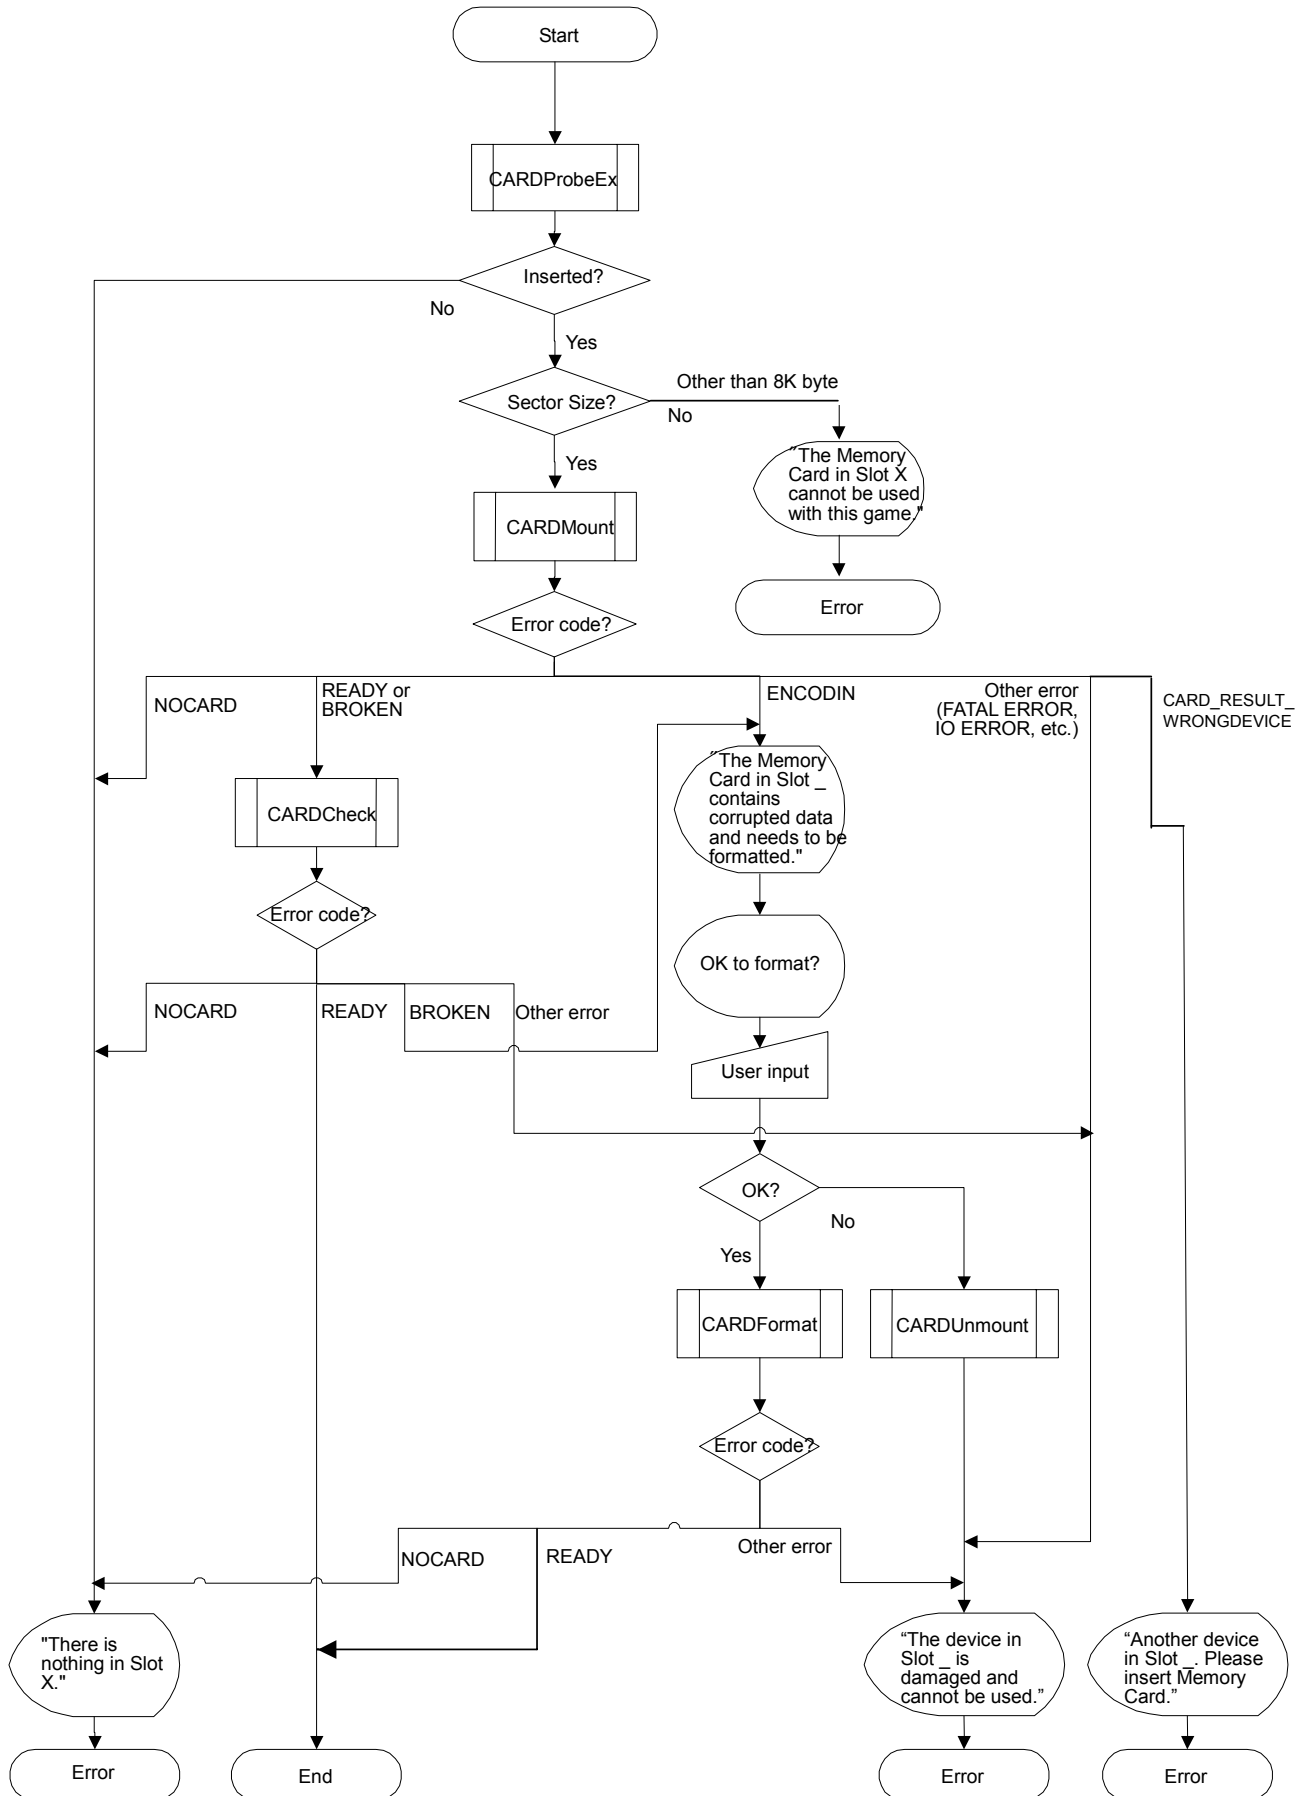 Start
CARDProbeEx
Inserted?
No
Yes
Other than 8K byte
Sector Size?
No
Yes
"The Memory
Card in Slot X
cannot be used
with this game."
CARDMount
Error
Error code?
NOCARD
READY or
BROKEN
ENCODIN
Other error
(FATAL ERROR,
IO ERROR, etc.)
CARD_RESULT_
WRONGDEVICE
"The Memory
Card in Slot _
contains
corrupted data
and needs to be
formatted."
CARDCheck
Error code?
OK to format?
NOCARD
READY
BROKEN
Other error
User input
OK?
No
Yes
CARDFormat
CARDUnmount
Error code?
NOCARD
READY
Other error
"There is
nothing in Slot
X."
“The device in
Slot _ is
damaged and
cannot be used.”
“Another device
in Slot _. Please
insert Memory
Card.”
Error
End
Error
Error